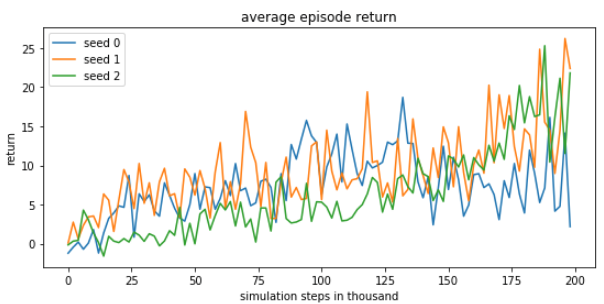 average episode return
seed 0
seed 1
seed 2
25
20
15
10
5
0
return
0
25
50
75
100
125
150
175
200
simulation steps in thousand